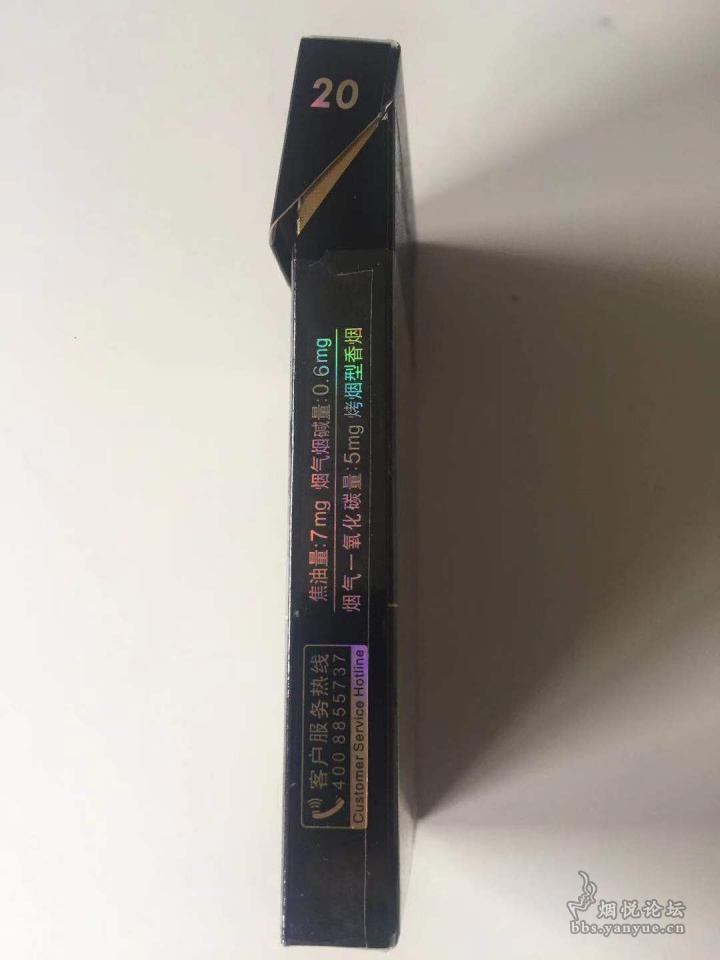 20
焦油量:7mg 烟气烟碱量:0.6mg
烟气一氧化碳量:5mg 烤烟型香烟
客户服务热线
400 8855737
Customer Service Hotline
烟悦论坛
bbs.yanyue.cn